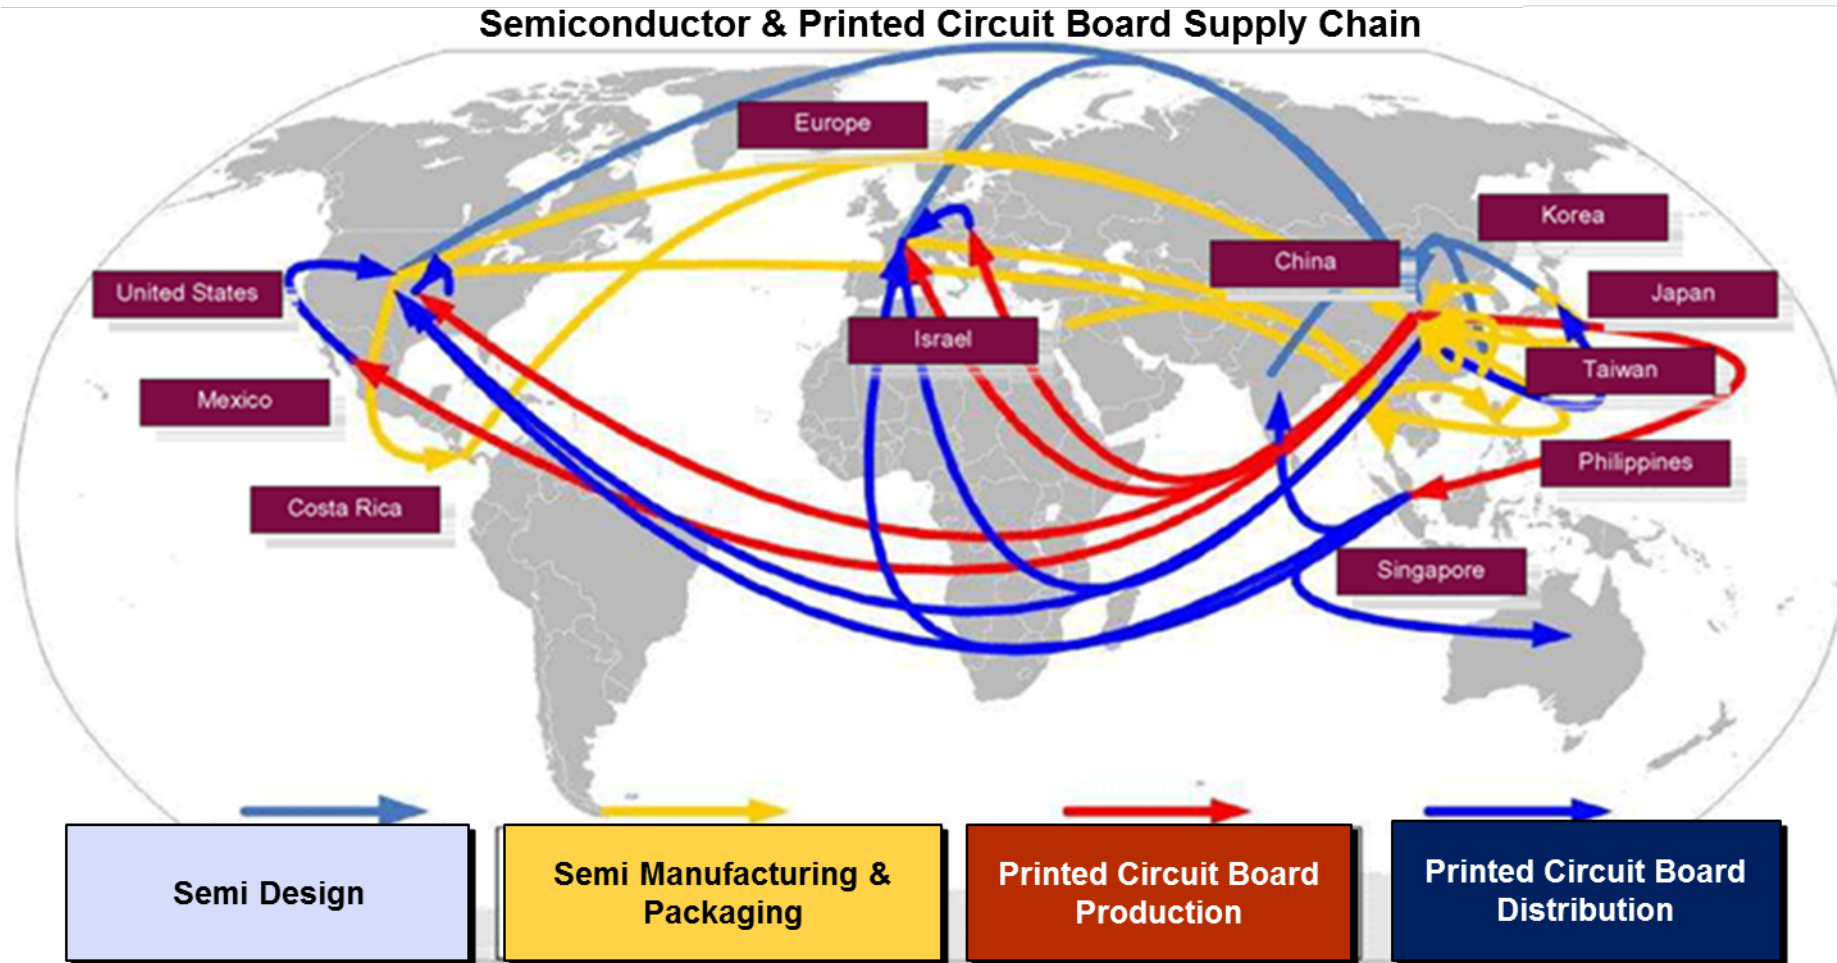 Semiconductor & Printed Circuit Board Supply Chain
Europe
Korea
China
United States
Japan
Israel
Taiwan
Mexico
Philippines
Costa Rica
Singapore
Semi Design
Semi Manufacturing &
Packaging
Printed Circuit Board
Production
Printed Circuit Board
Distribution